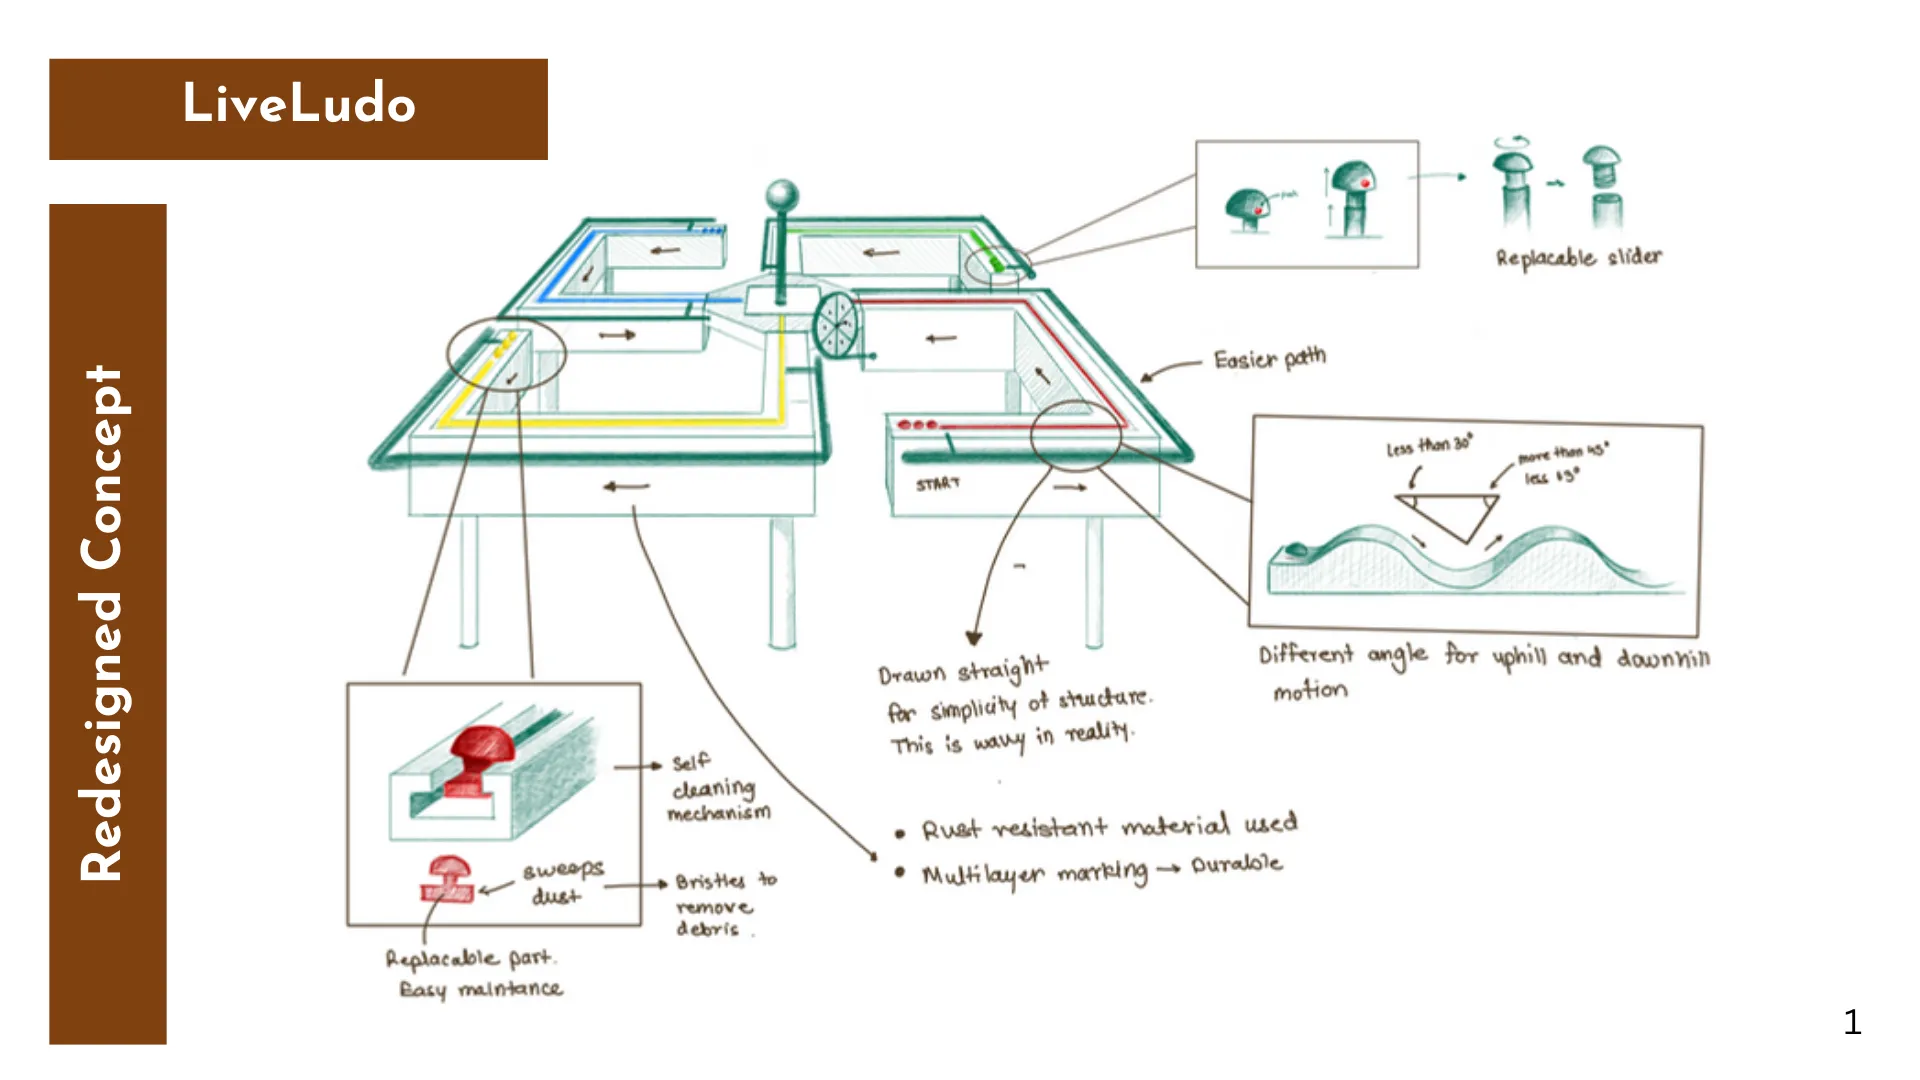 LiveLudo
Redesigned Concept
push
Replacable slider
Easier path
Less than 30°
more than 45°
START
Different angle for uphill and downhill
motion
Drawn straight
for simplicity of structure.
This is wavy in reality.
Self
cleaning
mechanism
sweeps
dust
Bristles to
remove
debris.
Replacable part.
Easy maintance
• Rust resistant material used
• Multilayer marking → Durable
1